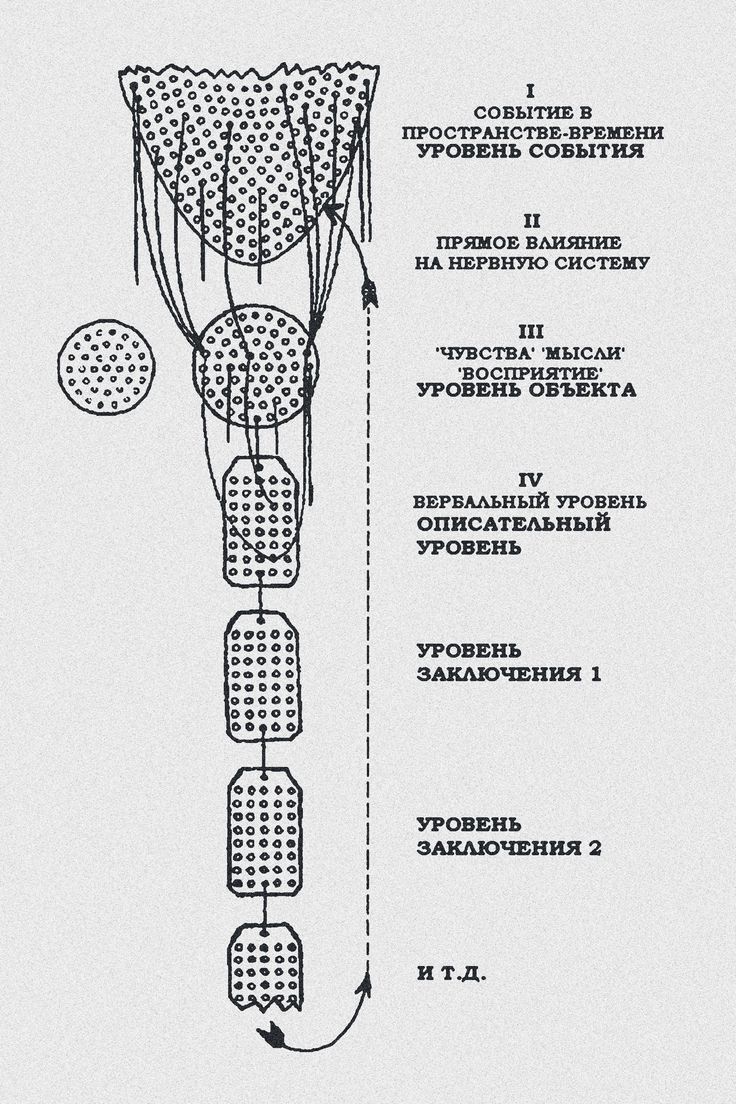 I
СОБЫТИЕ В
ПРОСТРАНСТВЕ-ВРЕМЕНИ
УРОВЕНЬ СОБЫТИЯ
II
ПРЯМОЕ ВЛИЯНИЕ
НА НЕРВНУЮ СИСТЕМУ
III
'ЧУВСТВА' 'МЫСЛИ'
'ВОСПРИЯТИЕ'
УРОВЕНЬ ОБЪЕКТА
IV
ВЕРБАЛЬНЫЙ УРОВЕНЬ
ОПИСАТЕЛЬНЫЙ
УРОВЕНЬ
УРОВЕНЬ
ЗАКЛЮЧЕНИЯ 1
УРОВЕНЬ
ЗАКЛЮЧЕНИЯ 2
И Т.Д.